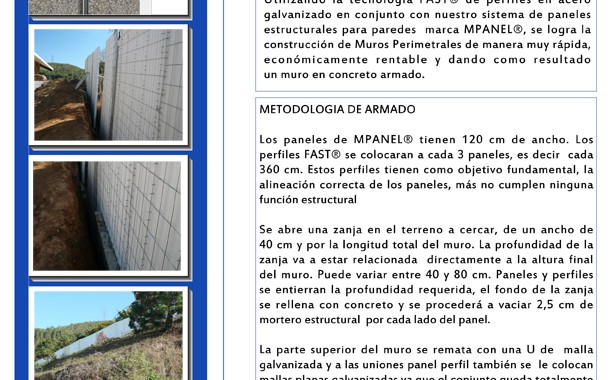 Utilizando la tecnología FAST® de perfiles en acero
galvanizado en conjunto con nuestro sistema de paneles
estructurales para paredes marca MPANEL®, se logra la
construcción de Muros Perimetrales de manera muy rápida,
económicamente rentable y dando como resultado
un muro en concreto armado.
METODOLOGIA DE ARMADO
Los paneles de MPANEL® tienen 120 cm de ancho. Los
perfiles FAST® se colocaran a cada 3 paneles, es decir cada
360 cm. Estos perfiles tienen como objetivo fundamental, la
alineación correcta de los paneles, más no cumplen ninguna
función estructural
Se abre una zanja en el terreno a cercar, de un ancho de
40 cm y por la longitud total del muro. La profundidad de la
zanja va a estar relacionada directamente a la altura final
del muro. Puede variar entre 40 y 80 cm. Paneles y perfiles
se entierran la profundidad requerida, el fondo de la zanja
se rellena con concreto y se procederá a vaciar 2,5 cm de
mortero estructural por cada lado del panel.
La parte superior del muro se remata con una U de malla
galvanizada y a las uniones panel perfil también se le colocan
mallas planas galvanizadas ya que el conjunto queda totalmente